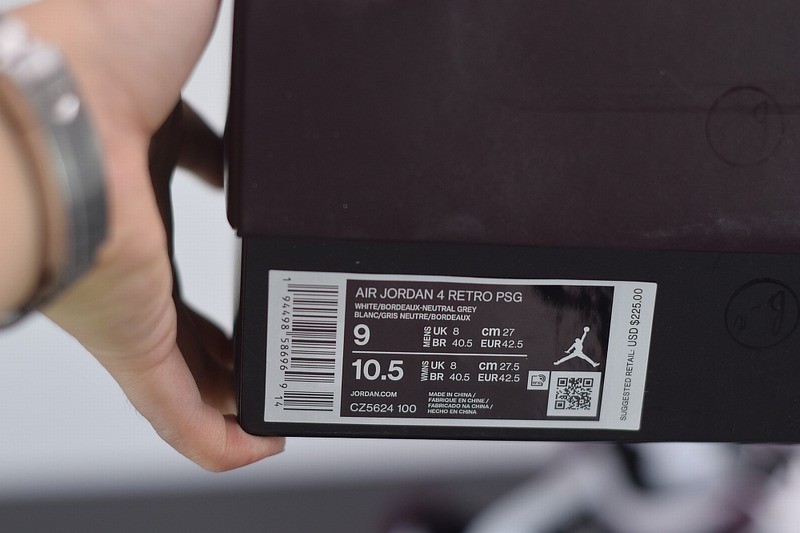 AIR JORDAN 4 RETRO PSG
WHITE/BORDEAUX-NEUTRAL GREY
BLANC/GRIS NEUTRE/BORDEAUX
9 MENS UK 8 cm 27
BR 40.5 EUR 42.5
10.5 WMNS UK 8 cm 27.5
BR 40.5 EUR 42.5
JORDAN.COM
CZ5624 100
MADE IN CHINA /
FABRIQUE EN CHINE /
FABRICADO NA CHINA /
HECHO EN CHINA
1 94498 58696 9 14
SUGGESTED RETAIL: USD $225.00